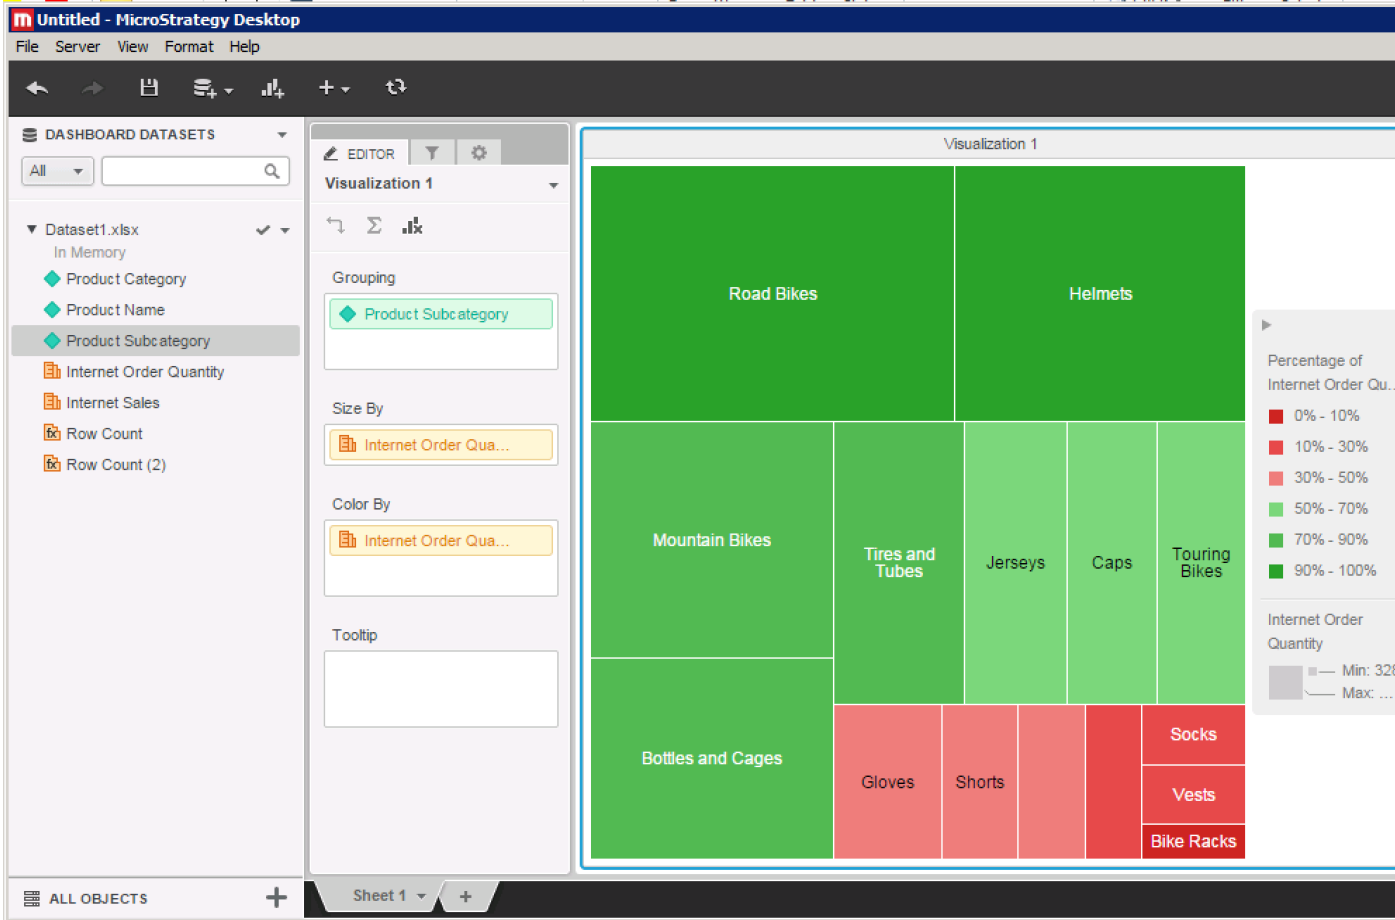 Untitled - MicroStrategy Desktop
File Server View Format Help
DASHBOARD DATASETS
All
Dataset1.xlsx
In Memory
Product Category
Product Name
Product Subcategory
Internet Order Quantity
Internet Sales
Row Count
Row Count (2)
ALL OBJECTS
EDITOR
Visualization 1
Grouping
Product Subcategory
Size By
Internet Order Qua...
Color By
Internet Order Qua...
Tooltip
Visualization 1
Road Bikes
Helmets
Mountain Bikes
Tires and
Tubes
Jerseys
Caps
Touring
Bikes
Bottles and Cages
Gloves
Shorts
Socks
Vests
Bike Racks
Percentage of
Internet Order Qu...
0% - 10%
10% - 30%
30% - 50%
50% - 70%
70% - 90%
90% - 100%
Internet Order
Quantity
Min: 328
Max: ...
Sheet 1